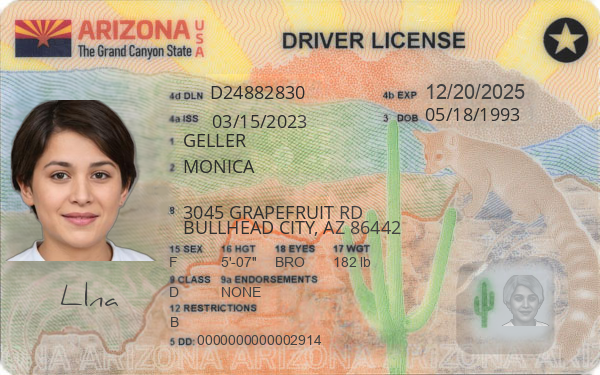 ARIZONA USA
The Grand Canyon State
DRIVER LICENSE
4d DLN D24882830
4b EXP 12/20/2025
4a ISS 03/15/2023
3 DOB 05/18/1993
1 GELLER
2 MONICA
8 3045 GRAPEFRUIT RD
BULLHEAD CITY, AZ 86442
15 SEX 16 HGT 18 EYES 17 WGT
F 5'-07" BRO 182 lb
9 CLASS 9a ENDORSEMENTS
D NONE
12 RESTRICTIONS
B
5 DD: 0000000000002914
ARIZONA ARIZONA ARIZONA ARIZONA